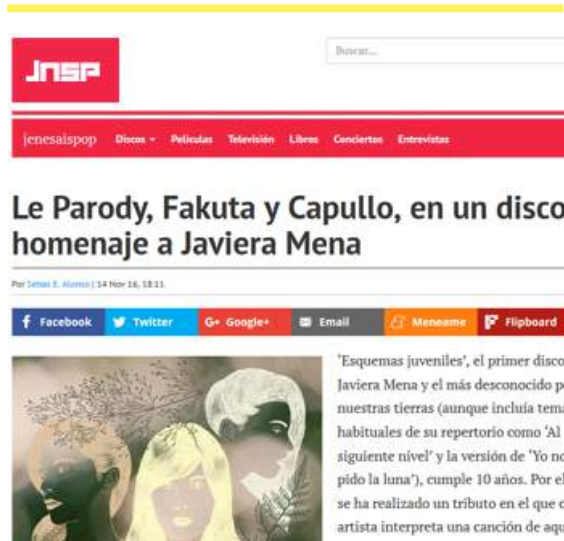 Buscar...
JNSP
jenesaispop Discos Películas Televisión Libros Conciertos Entrevistas
Le Parody, Fakuta y Capullo, en un disco
homenaje a Javiera Mena
Por Sebas E. Alonso | 14 Nov 16, 18:11
Facebook Twitter G+ Google+ Email Meneame Flipboard
'Esquemas juveniles', el primer disco
Javiera Mena y el más desconocido p
nuestras tierras (aunque incluía tema
habituales de su repertorio como 'Al
siguiente nivel' y la versión de 'Yo no
pido la luna'), cumple 10 años. Por el
se ha realizado un tributo en el que c
artista interpreta una canción de aqu